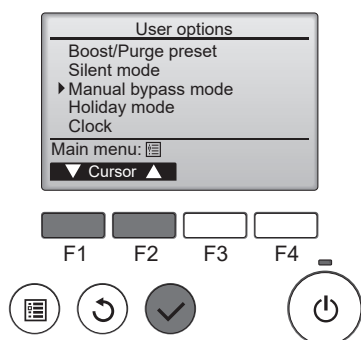 User options
Boost/Purge preset
Silent mode
Manual bypass mode
Holiday mode
Clock
Main menu:
▼ Cursor ▲
F1 F2 F3 F4